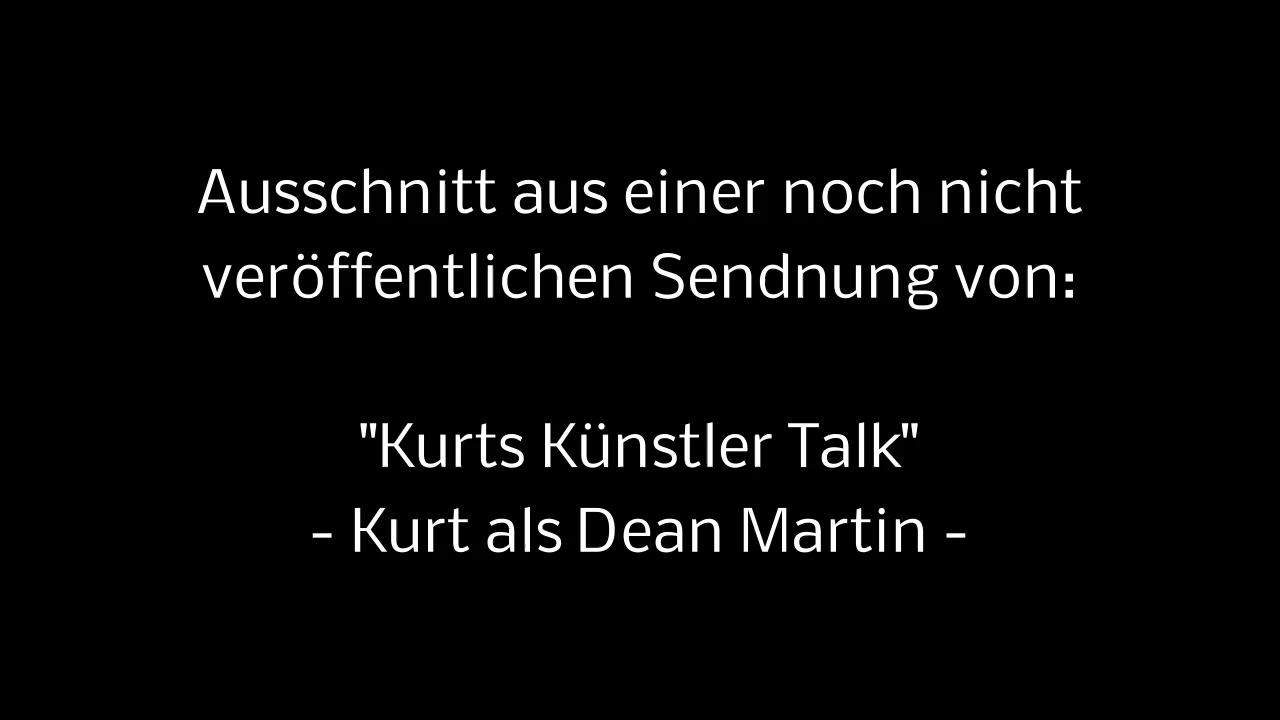 Ausschnitt aus einer noch nicht
veröffentlichen Sendnung von:
"Kurts Künstler Talk"
- Kurt als Dean Martin -